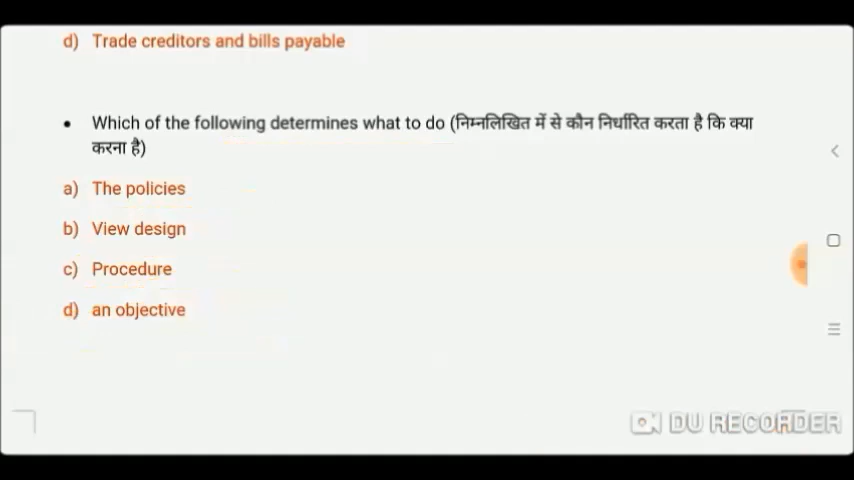 d) Trade creditors and bills payable
• Which of the following determines what to do (निम्नलिखित में से कौन निर्धारित करता है कि क्या
करना है)
a) The policies
b) View design
c) Procedure
d) an objective
DU RECORDER